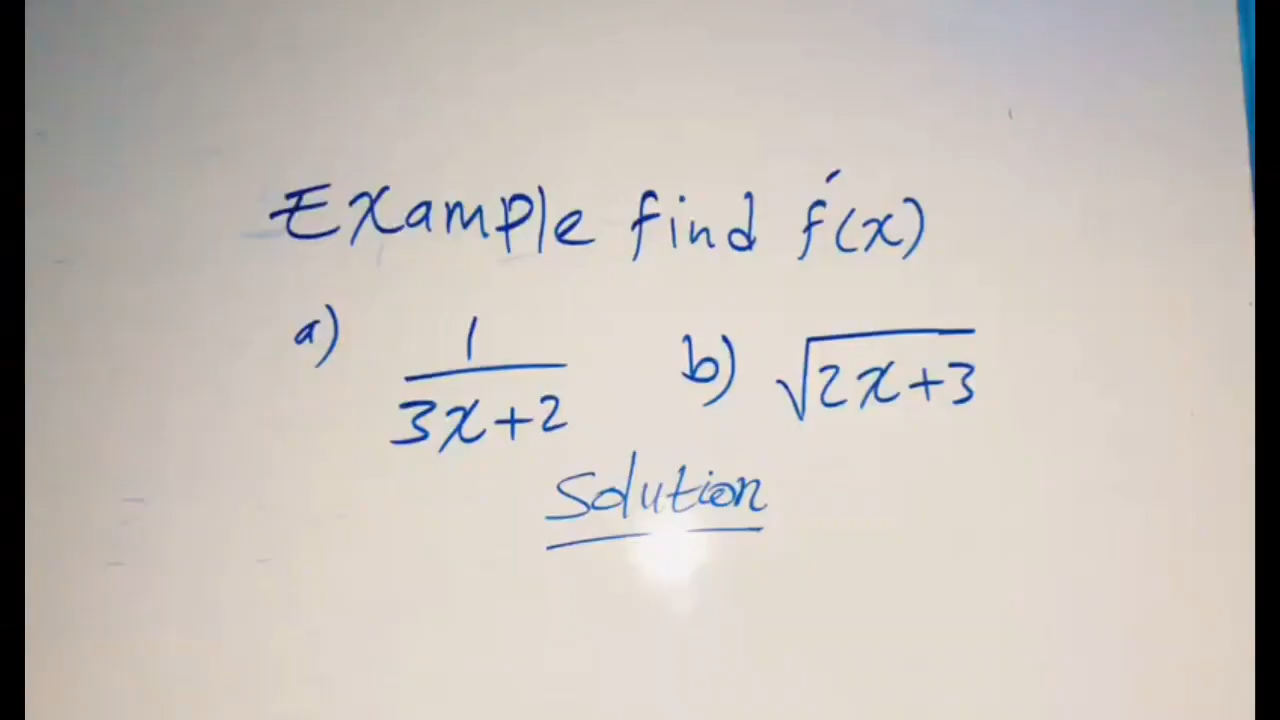 Example find f'(x)
a) 1/(3x+2) b) √(2x+3)
Solution